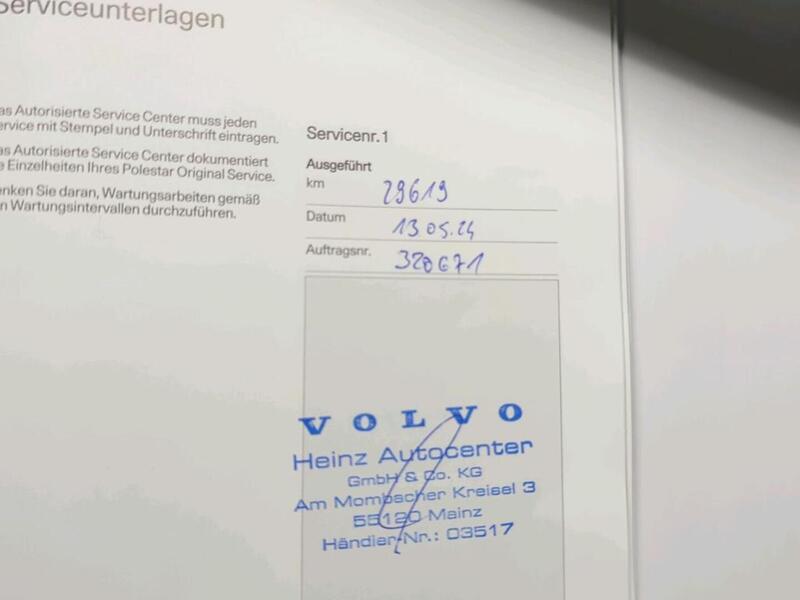 Serviceunterlagen
as Autorisierte Service Center muss jeden
ervice mit Stempel und Unterschrift eintragen.
as Autorisierte Service Center dokumentiert
e Einzelheiten Ihres Polestar Original Service.
enken Sie daran, Wartungsarbeiten gemäß
n Wartungsintervallen durchzuführen.
Servicenr. 1
Ausgeführt
km 29619
Datum 13 05.24
Auftragsnr. 320671
VOLVO
Heinz Autocenter
GmbH & Co. KG
Am Mombacher Kreisel 3
55120 Mainz
Händler-Nr.: 03517